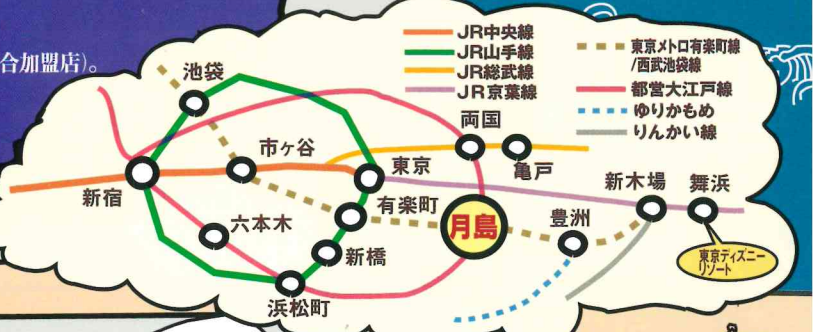 合加盟店)。
JR中央線
JR山手線
JR総武線
JR京葉線
東京メトロ有楽町線
/西武池袋線
都営大江戸線
ゆりかもめ
りんかい線
池袋
市ヶ谷
両国
亀戸
新宿
東京
有楽町
六本木
新橋
浜松町
月島
豊洲
新木場
舞浜
東京ディズニー
リゾート